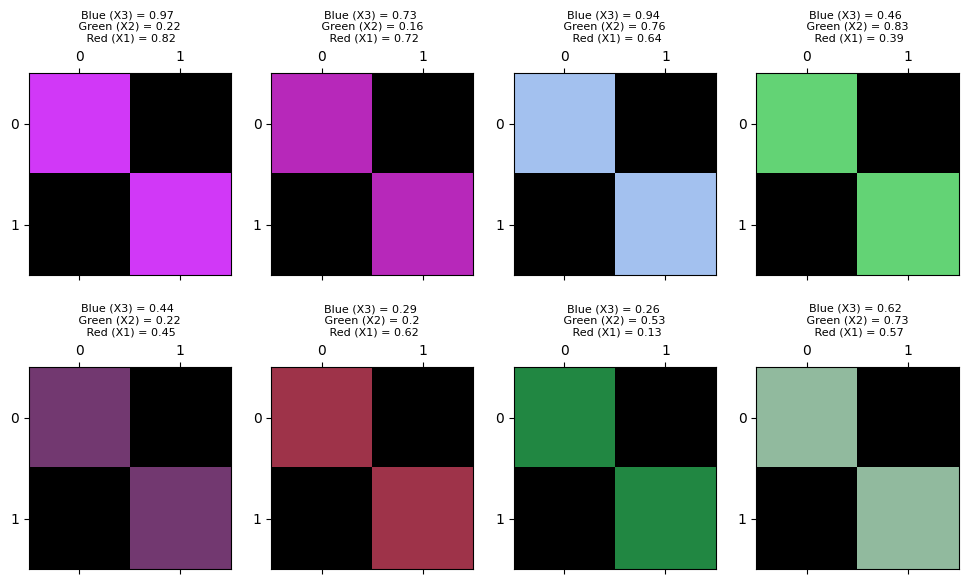 Blue (X3) = 0.97
Green (X2) = 0.22
Red (X1) = 0.82
0 1
0
1
Blue (X3) = 0.73
Green (X2) = 0.16
Red (X1) = 0.72
0 1
0
1
Blue (X3) = 0.94
Green (X2) = 0.76
Red (X1) = 0.64
0 1
0
1
Blue (X3) = 0.46
Green (X2) = 0.83
Red (X1) = 0.39
0 1
0
1
Blue (X3) = 0.44
Green (X2) = 0.22
Red (X1) = 0.45
0 1
0
1
Blue (X3) = 0.29
Green (X2) = 0.2
Red (X1) = 0.62
0 1
0
1
Blue (X3) = 0.26
Green (X2) = 0.53
Red (X1) = 0.13
0 1
0
1
Blue (X3) = 0.62
Green (X2) = 0.73
Red (X1) = 0.57
0 1
0
1